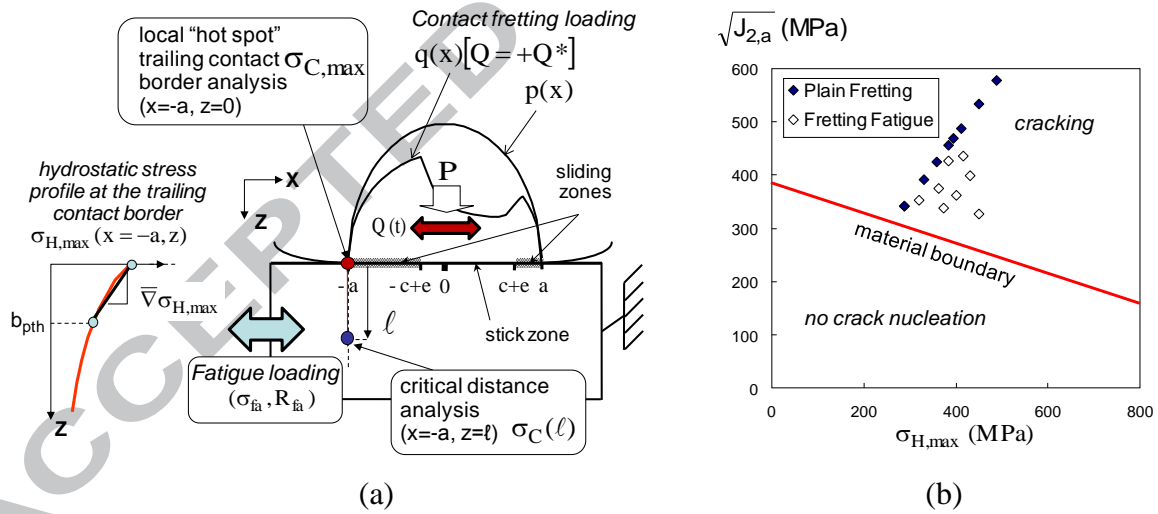 local “hot spot”
trailing contact σC,max
border analysis
(x=-a, z=0)
Contact fretting loading
q(x)[Q = +Q*]
p(x)
hydrostatic stress
profile at the trailing
contact border
σH,max (x = −a, z)
X
Z
P
Q (t)
sliding
zones
-a
-c+e
0
c+e
a
∇σH,max
bpth
ℓ
stick zone
Fatigue loading
(σfa, Rfa)
critical distance
analysis
(x=-a, z=ℓ) σC(ℓ)
Z
(a)
ACCEPTED
√J2,a (MPa)
600
500
400
300
200
100
0
Plain Fretting
Fretting Fatigue
cracking
material boundary
no crack nucleation
0
200
400
600
800
σH,max (MPa)
(b)